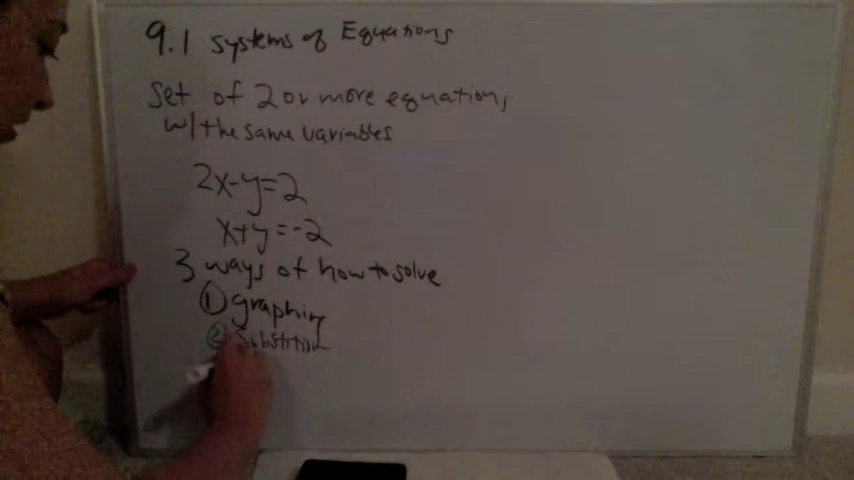 9.1 Systems of Equations
Set of 2 or more equations
w/ the same variables
2x-y=2
x+y=-2
3 ways of how to solve
① graphing
② Substitution